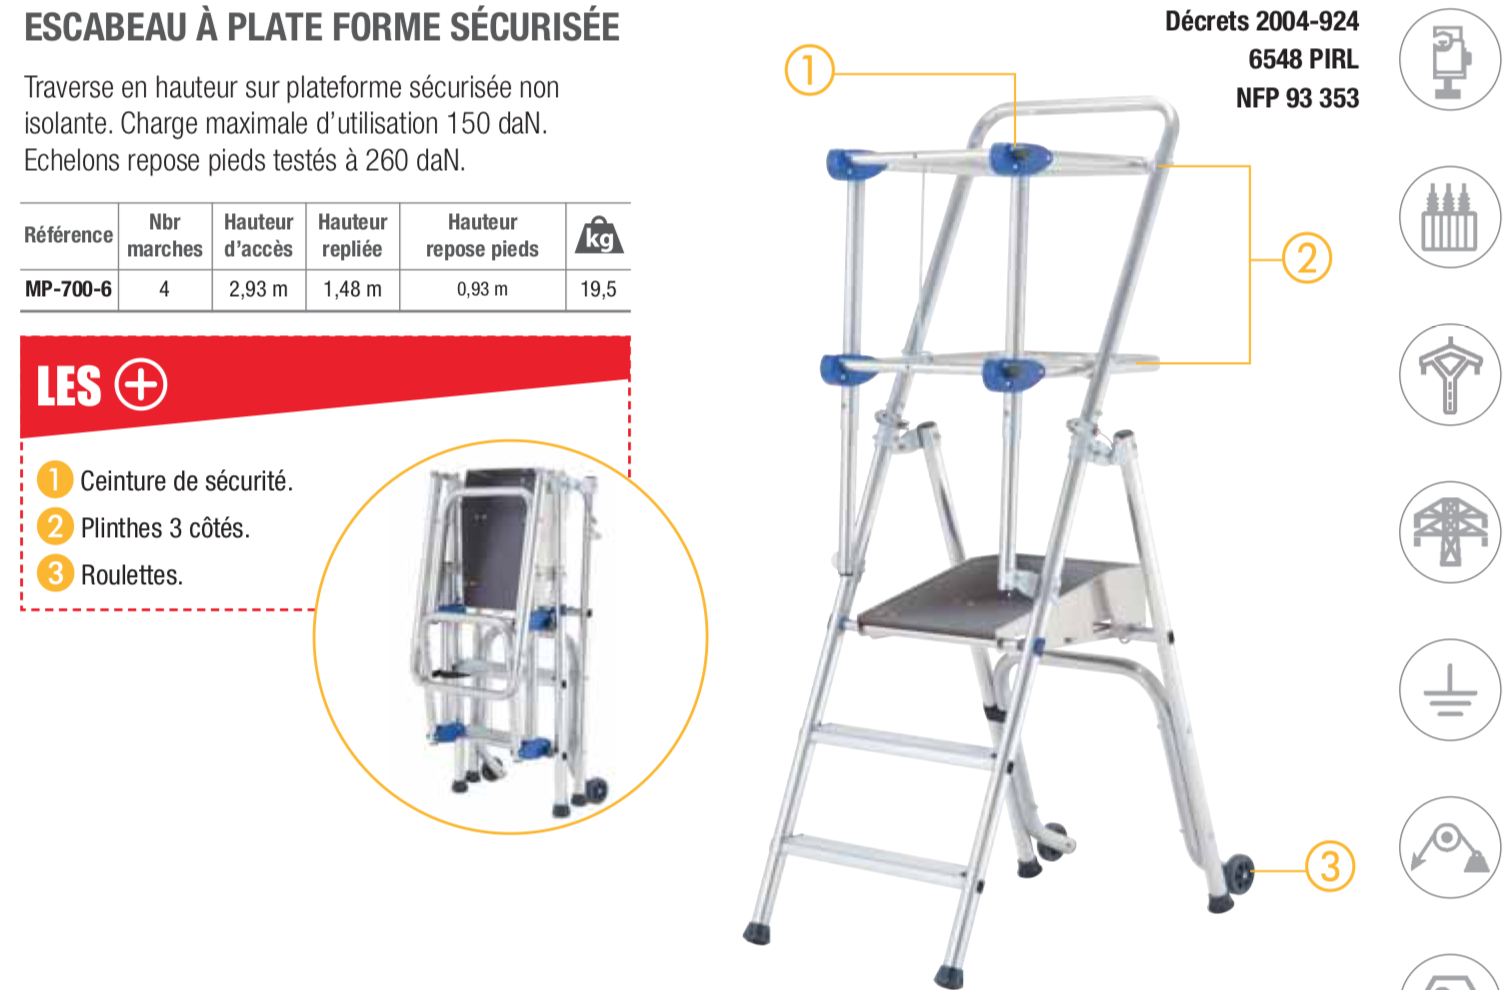 ESCABEAU À PLATE FORME SÉCURISÉE
Traverse en hauteur sur plateforme sécurisée non
isolante. Charge maximale d'utilisation 150 daN.
Echelons repose pieds testés à 260 daN.
Décrets 2004-924
6548 PIRL
NFP 93 353
Référence Nbr marches Hauteur d'accès Hauteur repliée Hauteur repose pieds kg
MP-700-6 4 2,93 m 1,48 m 0,93 m 19,5
LES +
1 Ceinture de sécurité.
2 Plinthes 3 côtés.
3 Roulettes.
1
2
3